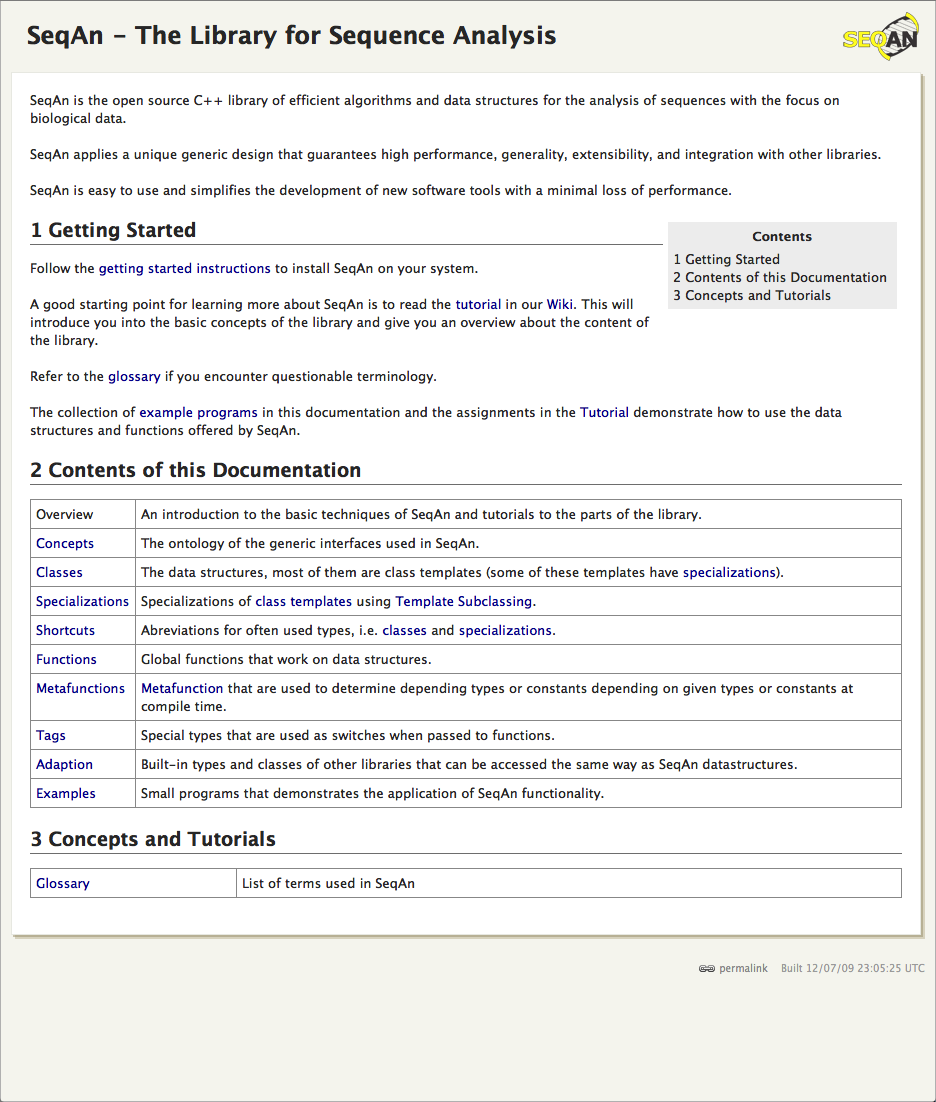 SeqAn – The Library for Sequence Analysis
SEQAN
SeqAn is the open source C++ library of efficient algorithms and data structures for the analysis of sequences with the focus on
biological data.
SeqAn applies a unique generic design that guarantees high performance, generality, extensibility, and integration with other libraries.
SeqAn is easy to use and simplifies the development of new software tools with a minimal loss of performance.
1 Getting Started
Contents
1 Getting Started
2 Contents of this Documentation
3 Concepts and Tutorials
Follow the getting started instructions to install SeqAn on your system.
A good starting point for learning more about SeqAn is to read the tutorial in our Wiki. This will
introduce you into the basic concepts of the library and give you an overview about the content of
the library.
Refer to the glossary if you encounter questionable terminology.
The collection of example programs in this documentation and the assignments in the Tutorial demonstrate how to use the data
structures and functions offered by SeqAn.
2 Contents of this Documentation
Overview An introduction to the basic techniques of SeqAn and tutorials to the parts of the library.
Concepts The ontology of the generic interfaces used in SeqAn.
Classes The data structures, most of them are class templates (some of these templates have specializations).
Specializations Specializations of class templates using Template Subclassing.
Shortcuts Abreviations for often used types, i.e. classes and specializations.
Functions Global functions that work on data structures.
Metafunctions Metafunction that are used to determine depending types or constants depending on given types or constants at
compile time.
Tags Special types that are used as switches when passed to functions.
Adaption Built-in types and classes of other libraries that can be accessed the same way as SeqAn datastructures.
Examples Small programs that demonstrates the application of SeqAn functionality.
3 Concepts and Tutorials
Glossary List of terms used in SeqAn
permalink Built 12/07/09 23:05:25 UTC